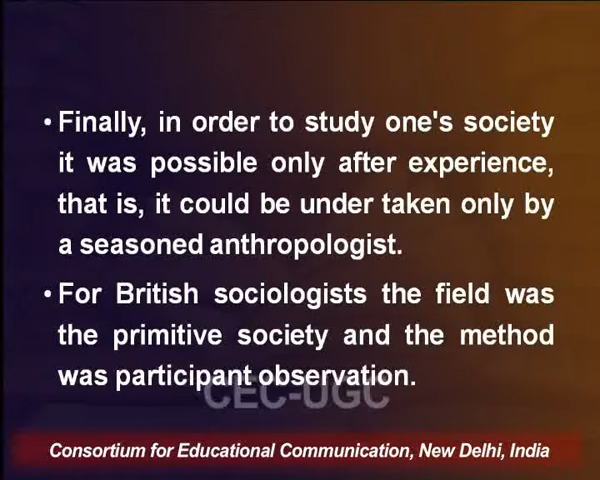 • Finally, in order to study one's society
it was possible only after experience,
that is, it could be under taken only by
a seasoned anthropologist.
• For British sociologists the field was
the primitive society and the method
was participant observation.
CEC-UGC
Consortium for Educational Communication, New Delhi, India